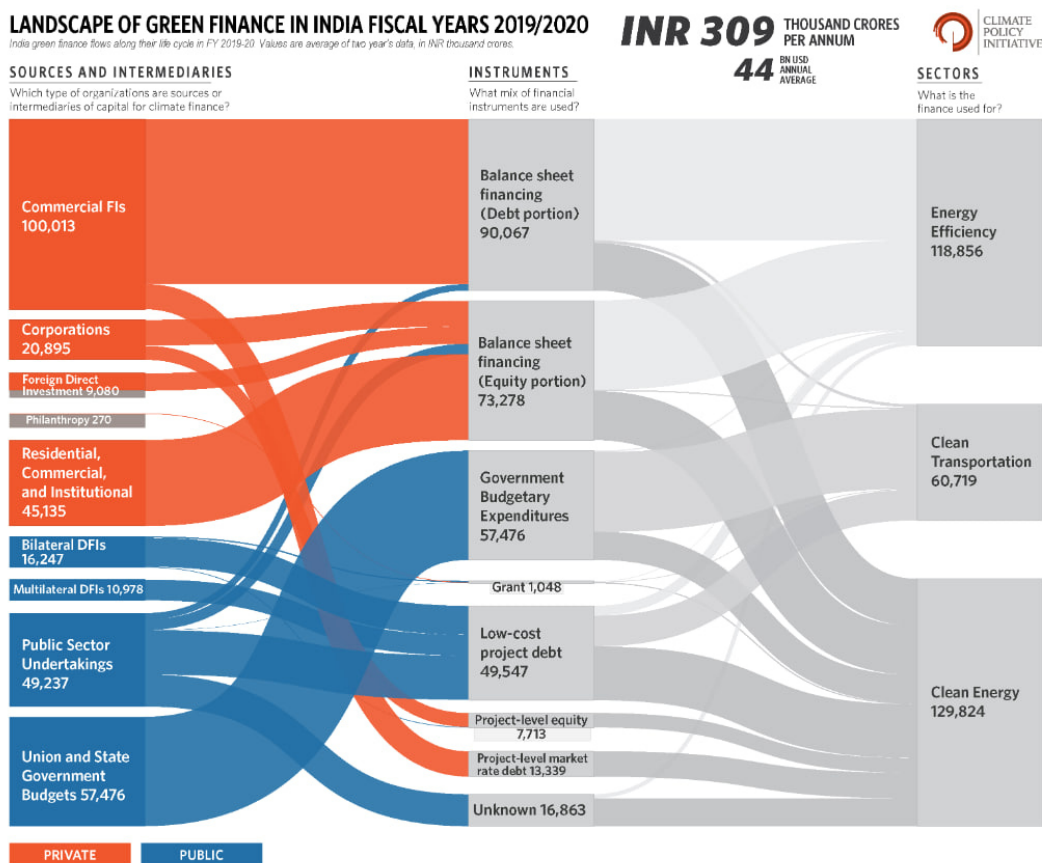 LANDSCAPE OF GREEN FINANCE IN INDIA FISCAL YEARS 2019/2020
India green finance flows along their life cycle in FY 2019-20 Values are average of two year's data, in INR thousand crores.
INR 309 THOUSAND CRORES
PER ANNUM
44 BN USD
ANNUAL
AVERAGE
CLIMATE
POLICY
INITIATIVE
SOURCES AND INTERMEDIARIES
Which type of organizations are sources or
intermediaries of capital for climate finance?
INSTRUMENTS
What mix of financial
instruments are used?
SECTORS
What is the
finance used for?
Commercial FIs
100,013
Corporations
20,895
Foreign Direct
Investment 9,080
Philanthropy 270
Residential,
Commercial,
and Institutional
45,135
Bilateral DFIs
16,247
Multilateral DFIs 10,978
Public Sector
Undertakings
49,237
Union and State
Government
Budgets 57,476
Balance sheet
financing
(Debt portion)
90,067
Balance sheet
financing
(Equity portion)
73,278
Government
Budgetary
Expenditures
57,476
Grant 1,048
Low-cost
project debt
49,547
Project-level equity
7,713
Project-level market
rate debt 13,339
Unknown 16,863
Energy
Efficiency
118,856
Clean
Transportation
60,719
Clean Energy
129,824
PRIVATE
PUBLIC